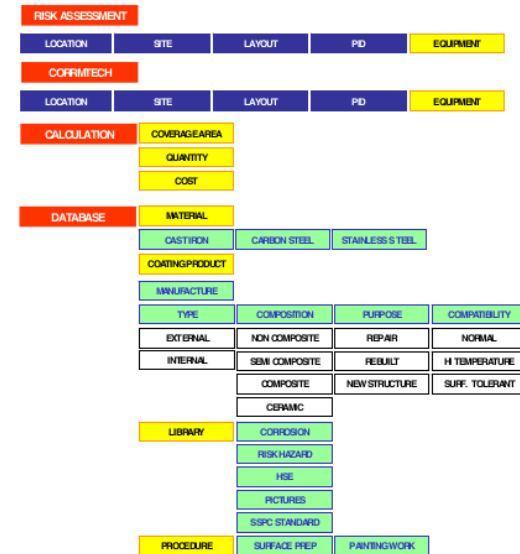 RISK ASSESSMENT
LOCATION SITE LAYOUT PID EQUIPMENT
CORRMTECH
LOCATION SITE LAYOUT PID EQUIPMENT
CALCULATION COVERAGE AREA
QUANTITY
COST
DATABASE MATERIAL
CAST IRON CARBON STEEL STAINLESS STEEL
COATING PRODUCT
MANUFACTURE
TYPE COMPOSITION PURPOSE COMPATIBILITY
EXTERNAL NON COMPOSITE REPAIR NORMAL
INTERNAL SEMI COMPOSITE REBUILT HI TEMPERATURE
COMPOSITE NEW STRUCTURE SURF. TOLERANT
CERAMIC
LIBRARY CORROSION
RISK HAZARD
HSE
PICTURES
SSPC STANDARD
PROCEDURE SURFACE PREP PAINTING WORK